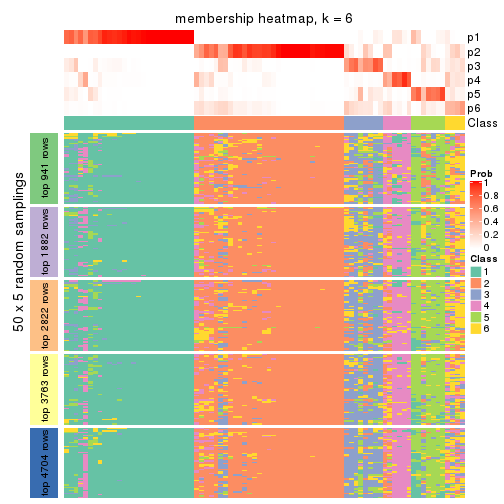 membership heatmap, k = 6
p1
p2
p3
p4
p5
p6
Class
50 x 5 random samplings
top 941 rows
top 1882 rows
top 2822 rows
top 3763 rows
top 4704 rows
Prob
1
0.8
0.6
0.4
0.2
0
Class
1
2
3
4
5
6